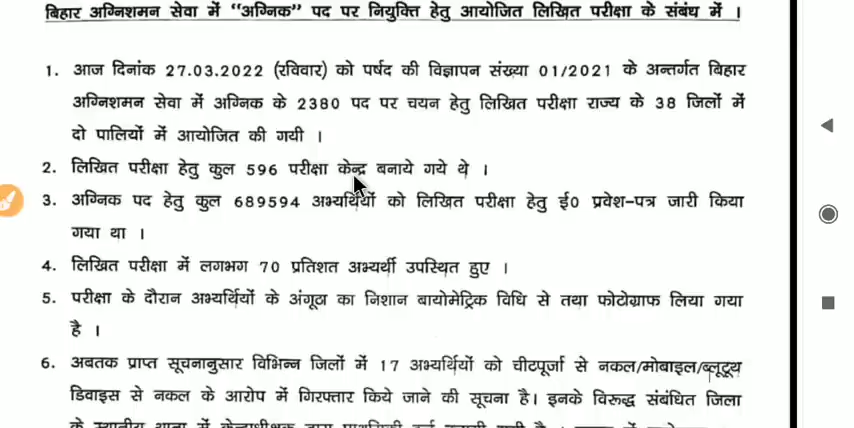 बिहार अग्निशमन सेवा में “अग्निक” पद पर नियुक्ति हेतु आयोजित लिखित परीक्षा के संबंध में ।
1. आज दिनांक 27.03.2022 (रविवार) को पर्षद की विज्ञापन संख्या 01/2021 के अन्तर्गत बिहार
अग्निशमन सेवा में अग्निक के 2380 पद पर चयन हेतु लिखित परीक्षा राज्य के 38 जिलों में
दो पालियों में आयोजित की गयी ।
2. लिखित परीक्षा हेतु कुल 596 परीक्षा केन्द्र बनाये गये थे ।
3. अग्निक पद हेतु कुल 689594 अभ्यर्थियों को लिखित परीक्षा हेतु ई0 प्रवेश-पत्र जारी किया
गया था ।
4. लिखित परीक्षा में लगभग 70 प्रतिशत अभ्यर्थी उपस्थित हुए ।
5. परीक्षा के दौरान अभ्यर्थियों के अंगूठा का निशान बायोमेट्रिक विधि से तथा फोटोग्राफ लिया गया
है ।
6. अबतक प्राप्त सूचनानुसार विभिन्न जिलों में 17 अभ्यर्थियों को चीटपूर्जा से नकल/मोबाइल/ब्लूटूथ
डिवाइस से नकल के आरोप में गिरफ्तार किये जाने की सूचना है। इनके विरूद्ध संबंधित जिला